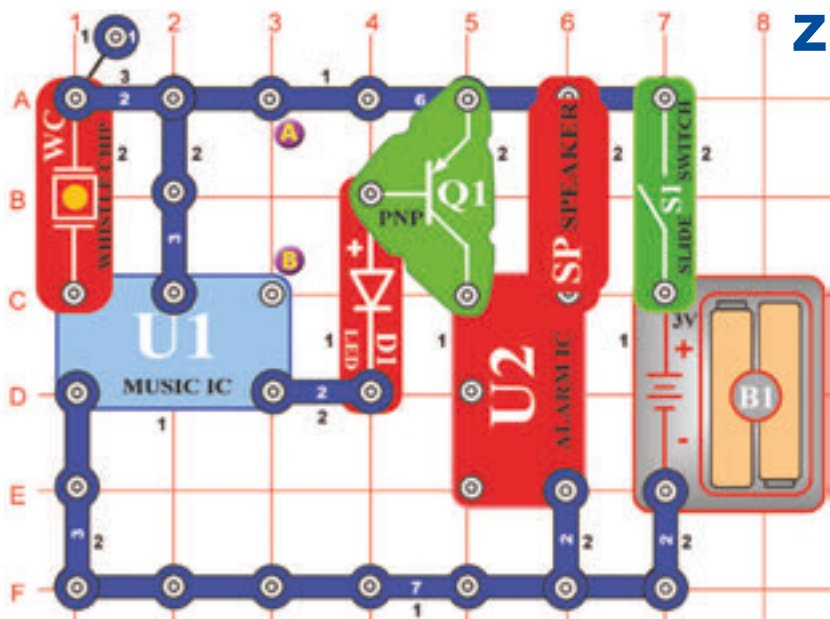 1 2 3 4 5 6 7 8 Z
1 1
3 1
A 2 6
WC WHISTLE CHIP 2 2 A 2 SP SPEAKER 2 S1 SLIDE SWITCH 2
B PNP Q1
3 B +
C
U1 MUSIC IC 1 D1 LED 1 U2 ALARM IC 1 3V + - B1
D 2
1 2
E
3 2 2 2 2 2
F 7
1